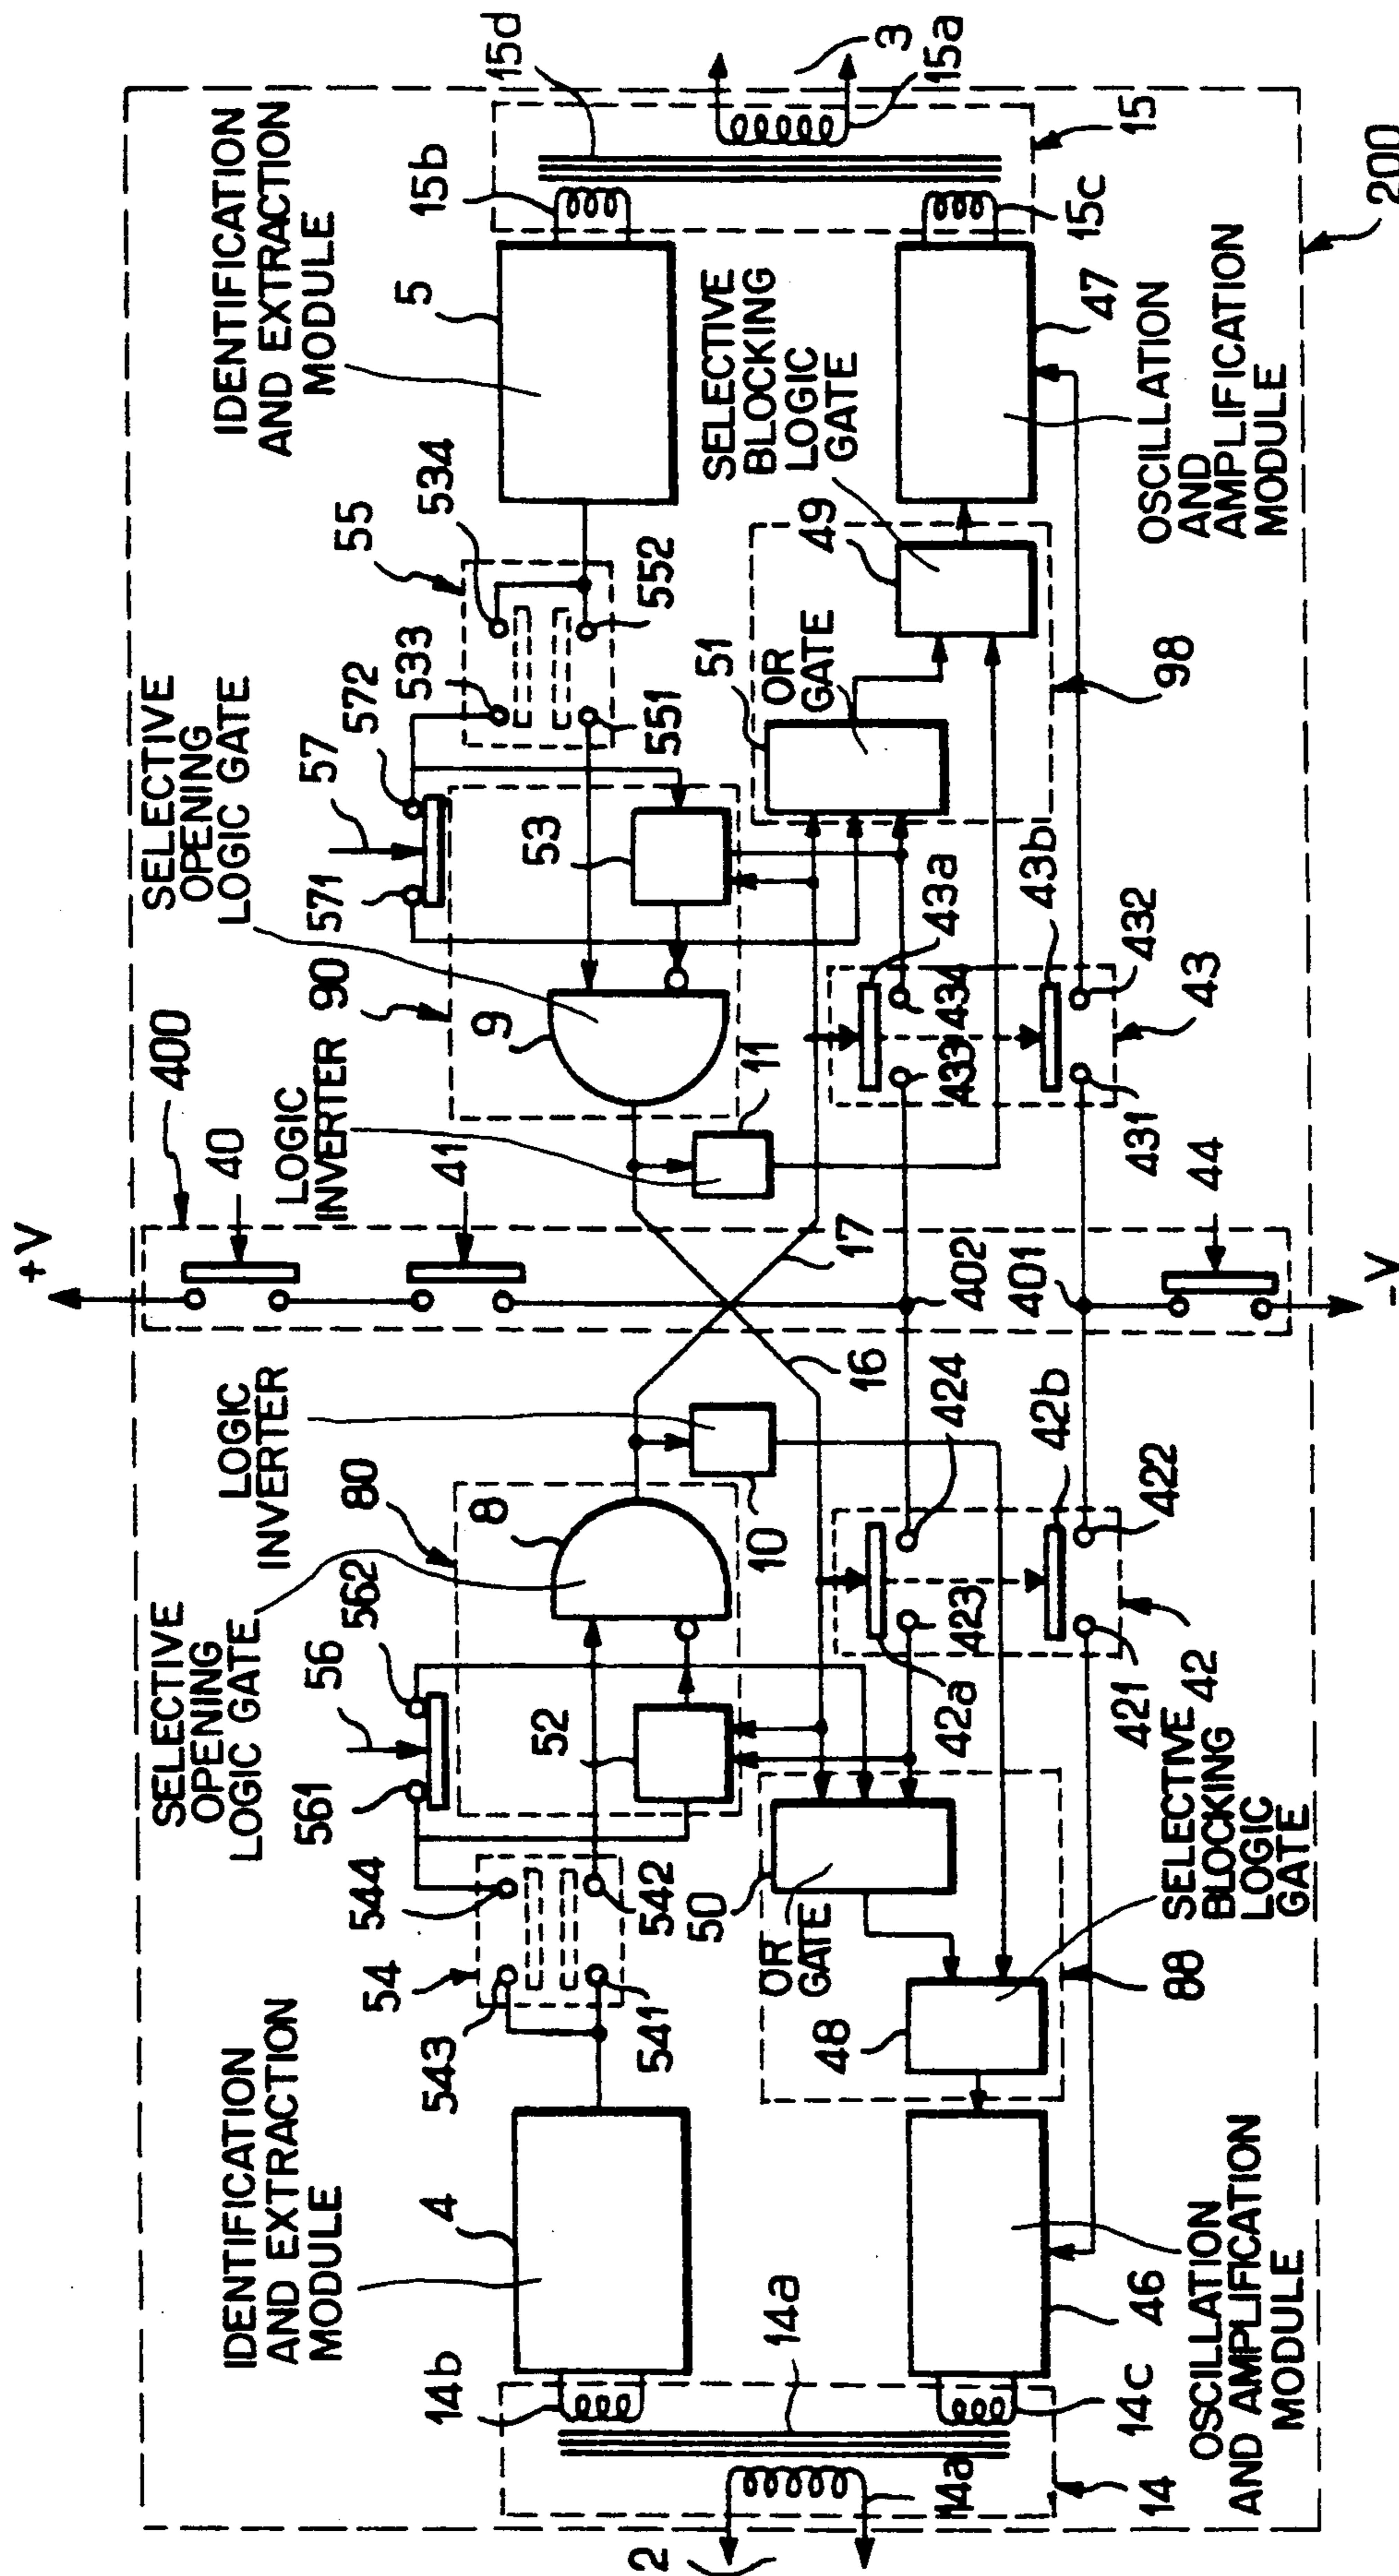 200
+V
-V
400
40
41
44
402
401
IDENTIFICATION
AND EXTRACTION
MODULE
4
14b
14a
14a
14c
14
2
543
541
54
544
542
561
56
562
SELECTIVE
OPENING
LOGIC GATE
80
8
52
LOGIC
INVERTER
10
16
17
OR
GATE
50
48
88
SELECTIVE
BLOCKING
LOGIC
GATE
46
OSCILLATION
AND AMPLIFICATION
MODULE
42a
423
424
42b
421
422
42
LOGIC
INVERTER
11
SELECTIVE
OPENING
LOGIC GATE
90
9
53
571
57
572
533
534
55
551
552
IDENTIFICATION
AND EXTRACTION
MODULE
5
15b
15d
3
15a
15
15c
SELECTIVE
BLOCKING
LOGIC
GATE
51
OR
GATE
49
98
43a
433
434
43b
431
432
43
47
OSCILLATION
AND
AMPLIFICATION
MODULE